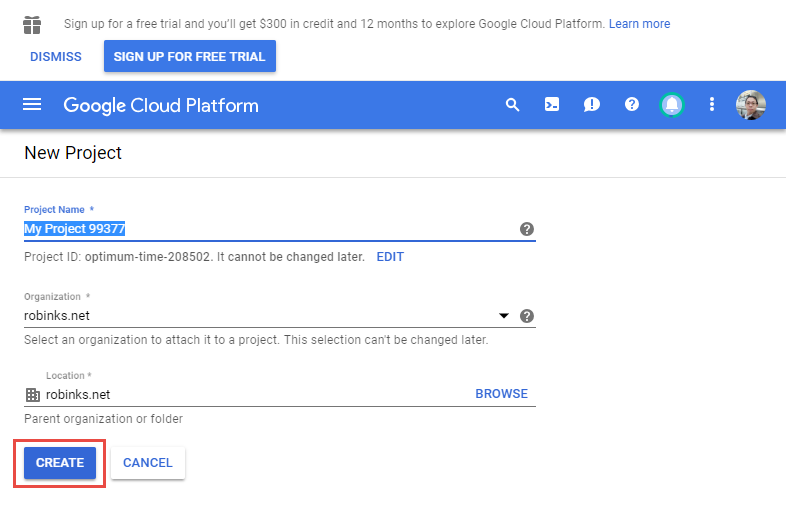 Sign up for a free trial and you'll get $300 in credit and 12 months to explore Google Cloud Platform. Learn more
DISMISS SIGN UP FOR FREE TRIAL
Google Cloud Platform
New Project
Project Name *
My Project 99377
Project ID: optimum-time-208502. It cannot be changed later. EDIT
Organization *
robinks.net
Select an organization to attach it to a project. This selection can't be changed later.
Location *
robinks.net BROWSE
Parent organization or folder
CREATE CANCEL